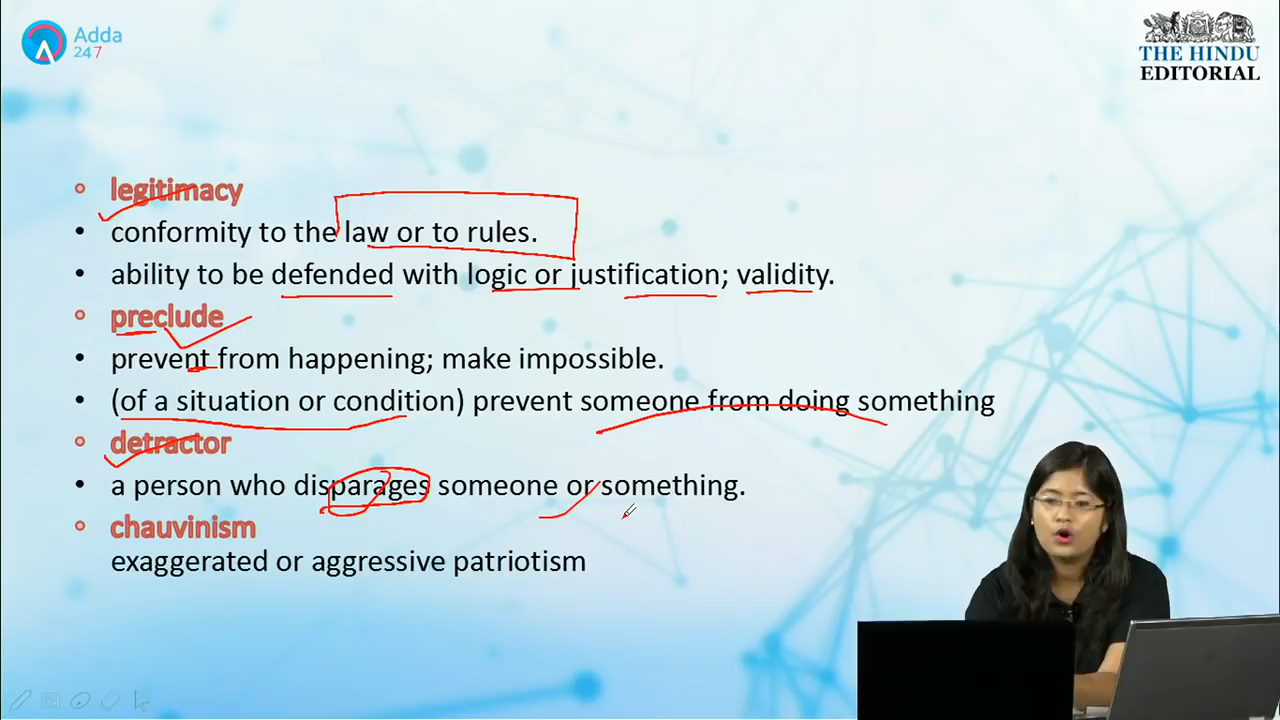 Adda
247
THE HINDU
EDITORIAL
legitimacy
conformity to the law or to rules.
ability to be defended with logic or justification; validity.
preclude
prevent from happening; make impossible.
(of a situation or condition) prevent someone from doing something
detractor
a person who disparages someone or something.
chauvinism
exaggerated or aggressive patriotism